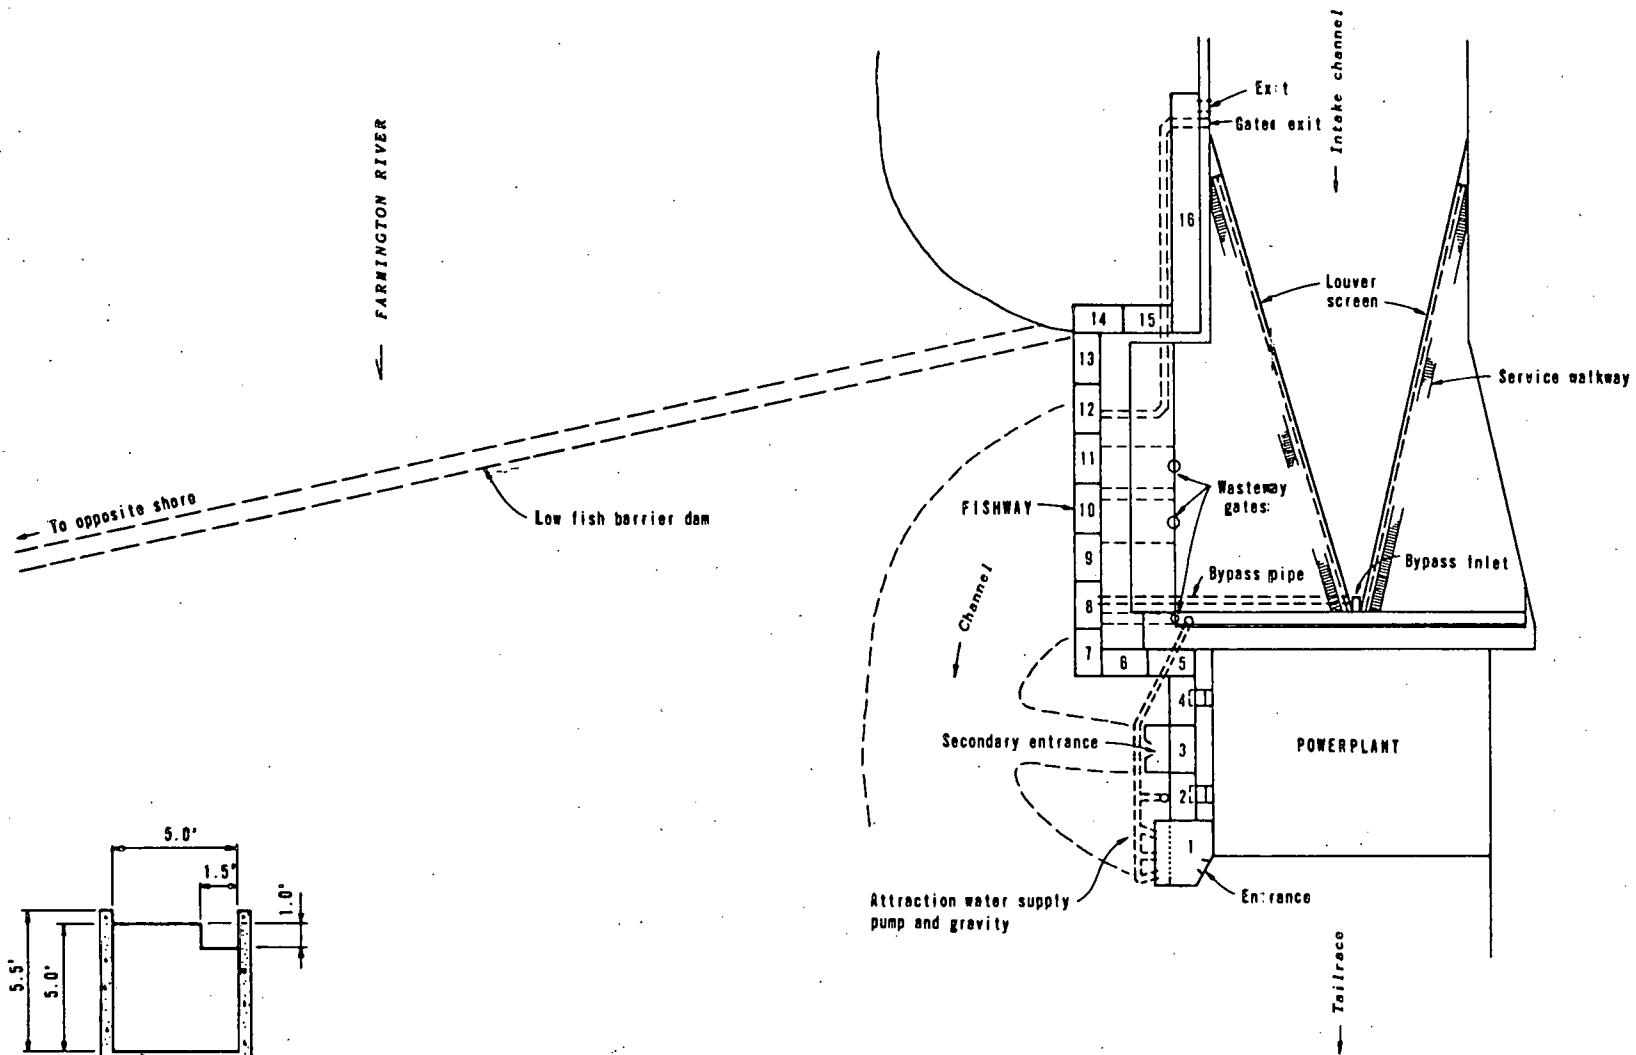 Intake channel
Exit
Gated exit
FARMINGTON RIVER
16
Louver
screen
14
15
13
Service walkway
12
11
Wasteway
gates
To opposite shore
Low fish barrier dam
FISHWAY
10
9
Bypass pipe
Bypass inlet
8
Channel
7
6
5
4
Secondary entrance
3
POWERPLANT
2
1
Attraction water supply
pump and gravity
Entrance
Tailrace
5.0'
1.5'
1.0'
5.5'
5.0'